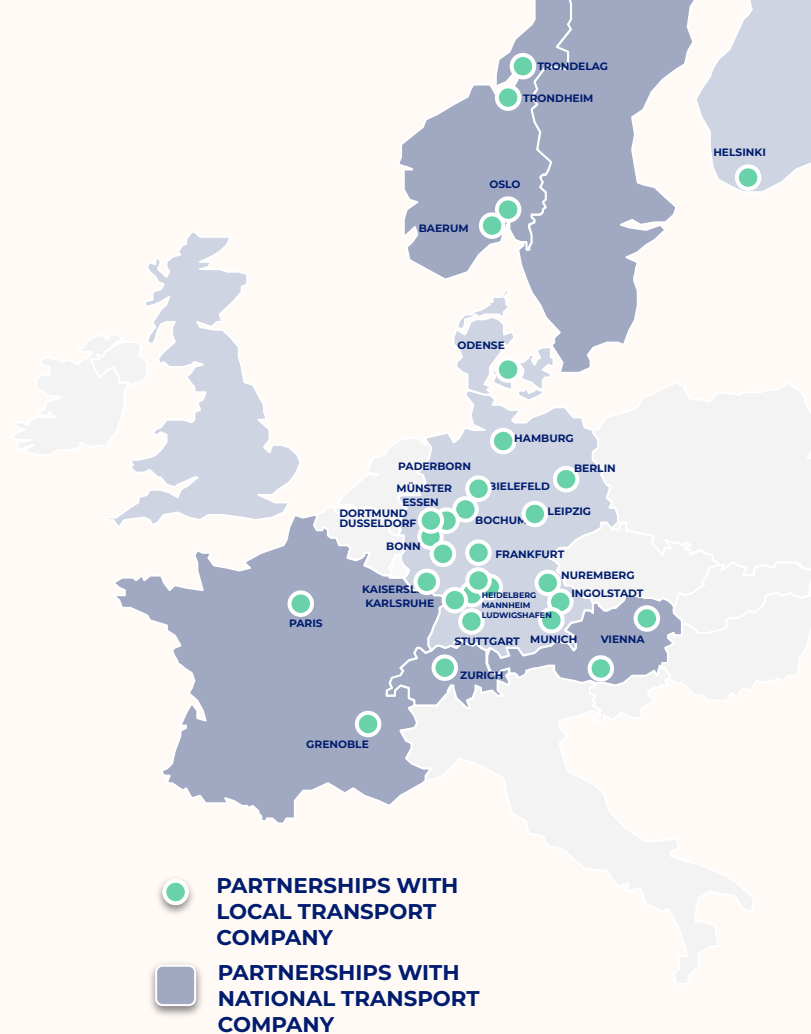 TRONDELAG
TRONDHEIM
HELSINKI
OSLO
BAERUM
ODENSE
HAMBURG
PADERBORN
BERLIN
MÜNSTER
BIELEFELD
ESSEN
DORTMUND
LEIPZIG
DUSSELDORF
BOCHUM
BONN
FRANKFURT
NUREMBERG
KAISERSL
INGOLSTADT
KARLSRUHE
HEIDELBERG
MANNHEIM
LUDWIGSHAFEN
PARIS
STUTTGART
MUNICH
VIENNA
ZURICH
GRENOBLE
PARTNERSHIPS WITH
LOCAL TRANSPORT
COMPANY
PARTNERSHIPS WITH
NATIONAL TRANSPORT
COMPANY